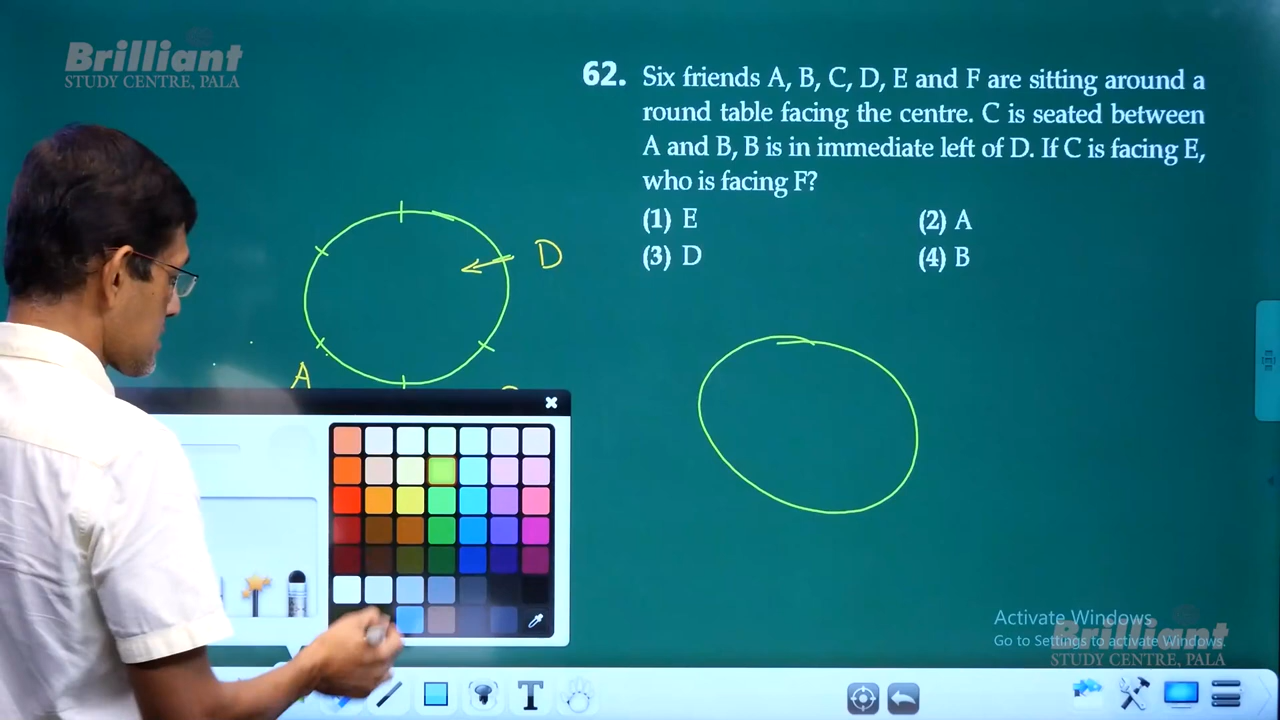 Brilliant
STUDY CENTRE, PALA
62. Six friends A, B, C, D, E and F are sitting around a
round table facing the centre. C is seated between
A and B, B is in immediate left of D. If C is facing E,
who is facing F?
(1) E
(2) A
(3) D
(4) B
D
A
Activate Windows
Go to Settings to activate Windows.
Brilliant
STUDY CENTRE, PALA
T